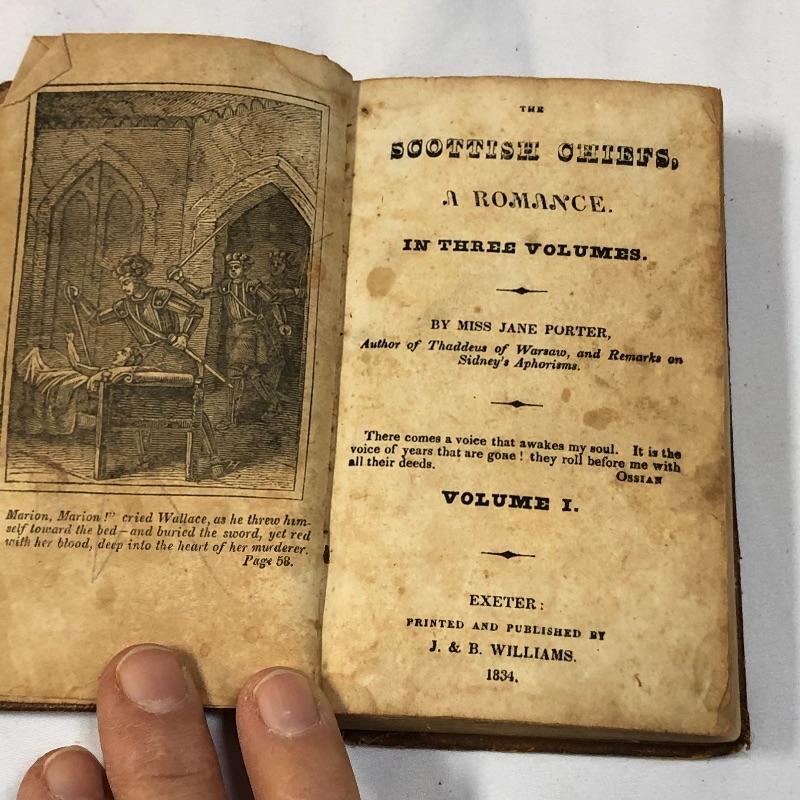 Marion, Marion !" cried Wallace, as he threw him-
self toward the bed—and buried the sword, yet red
with her blood, deep into the heart of her murderer.
Page 58.
THE
SCOTTISH CHIEFS,
A ROMANCE.
IN THREE VOLUMES.
BY MISS JANE PORTER,
Author of Thaddeus of Warsaw, and Remarks on
Sidney's Aphorisms.
There comes a voice that awakes my soul. It is the
voice of years that are gone ! they roll before me with
all their deeds.
OSSIAN
VOLUME I.
EXETER:
PRINTED AND PUBLISHED BY
J. & B. WILLIAMS.
1834.